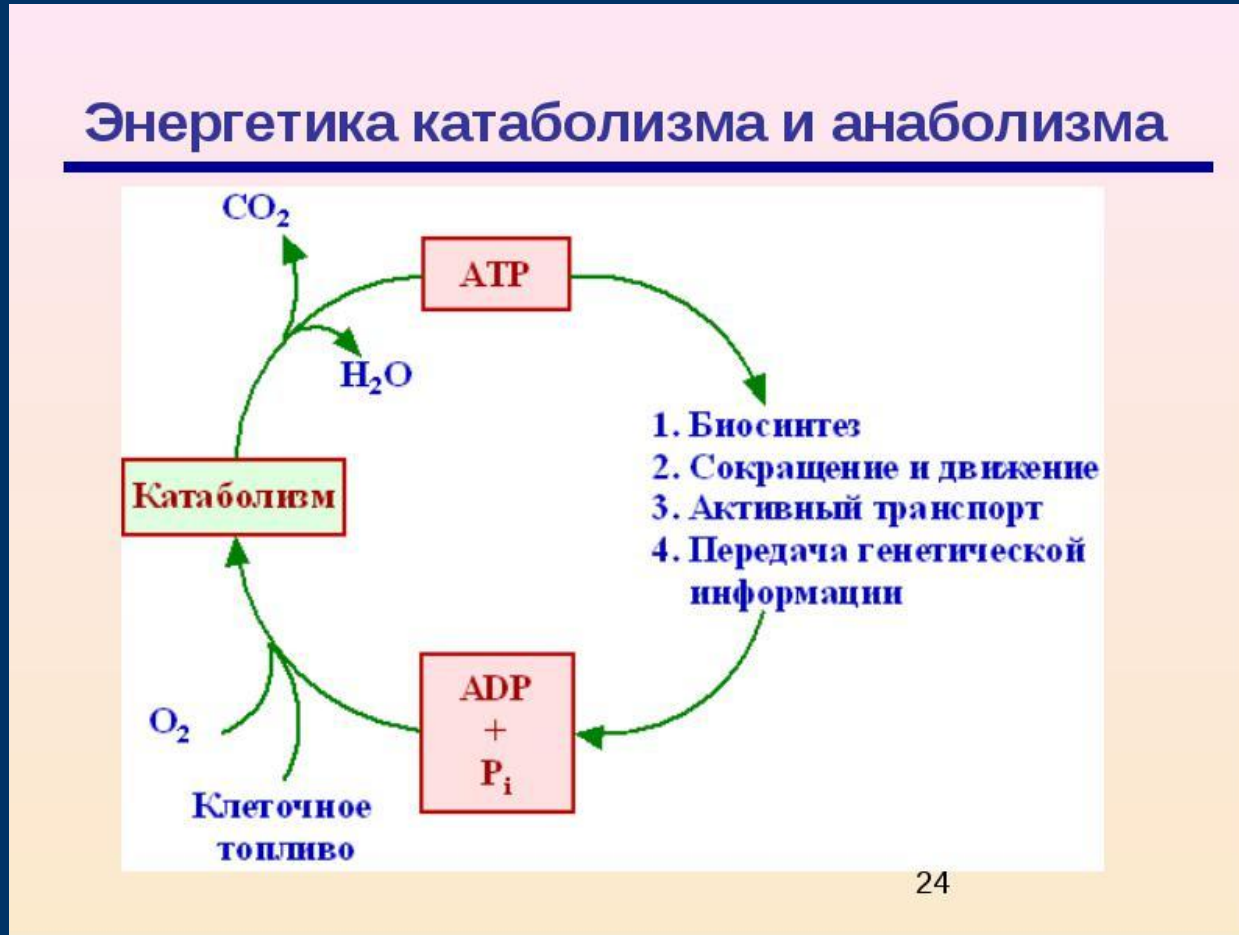 Энергетика катаболизма и анаболизма
CO₂
ATP
H₂O
1. Биосинтез
2. Сокращение и движение
3. Активный транспорт
4. Передача генетической
информации
Катаболизм
ADP
+
Pᵢ
O₂
Клеточное
топливо
24